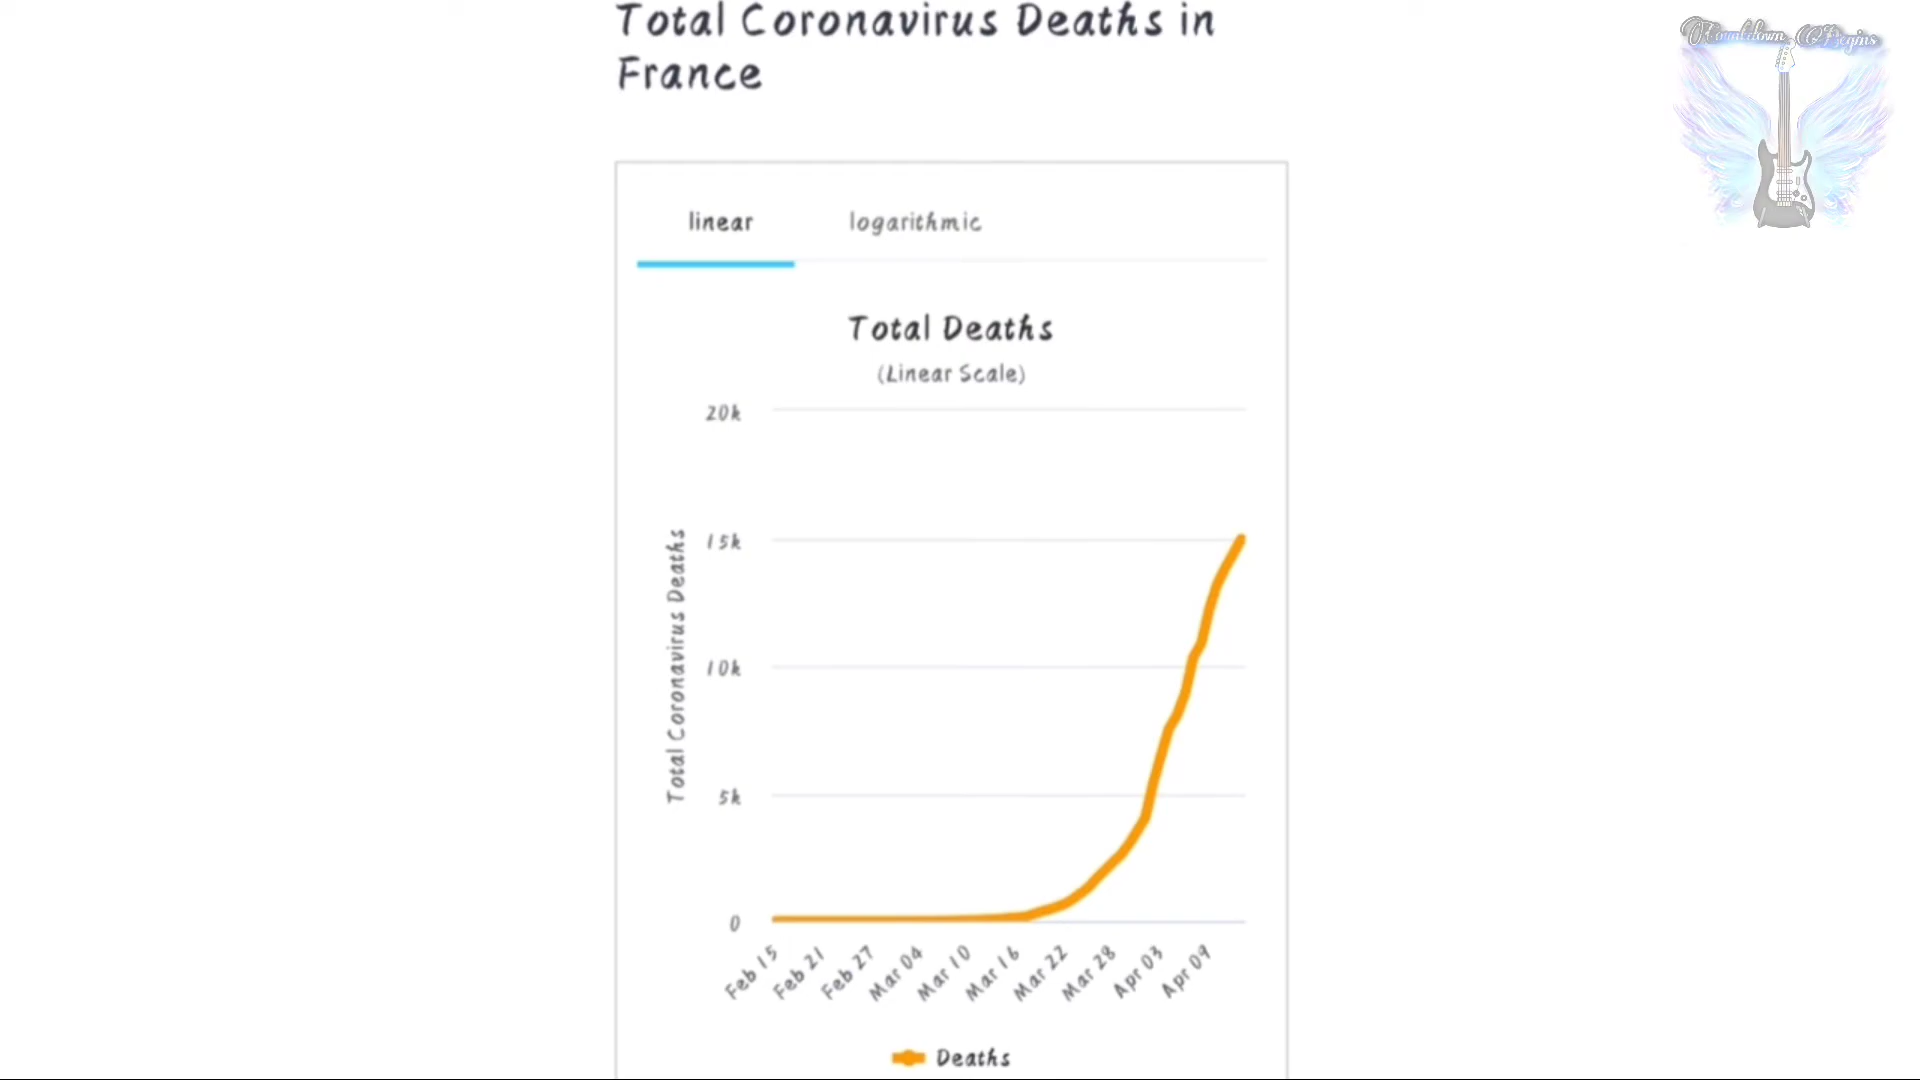 Total Coronavirus Deaths in
France
Countdown Begins
linear logarithmic
Total Deaths
(Linear Scale)
Total Coronavirus Deaths
20k
15k
10k
5k
0
Feb 15 Feb 21 Feb 27 Mar 04 Mar 10 Mar 16 Mar 22 Mar 28 Apr 03 Apr 09
Deaths